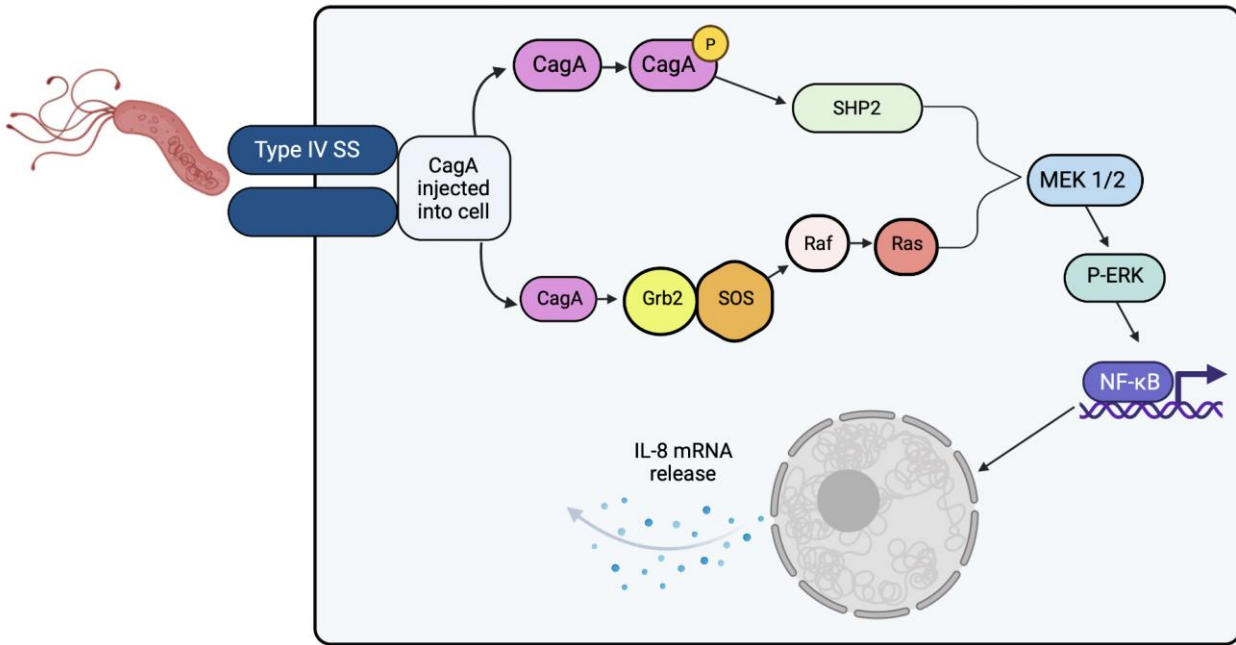 CagA
CagA
P
SHP2
Type IV SS
CagA
injected
into cell
MEK 1/2
Raf
Ras
CagA
Grb2
SOS
P-ERK
NF-κB
IL-8 mRNA
release